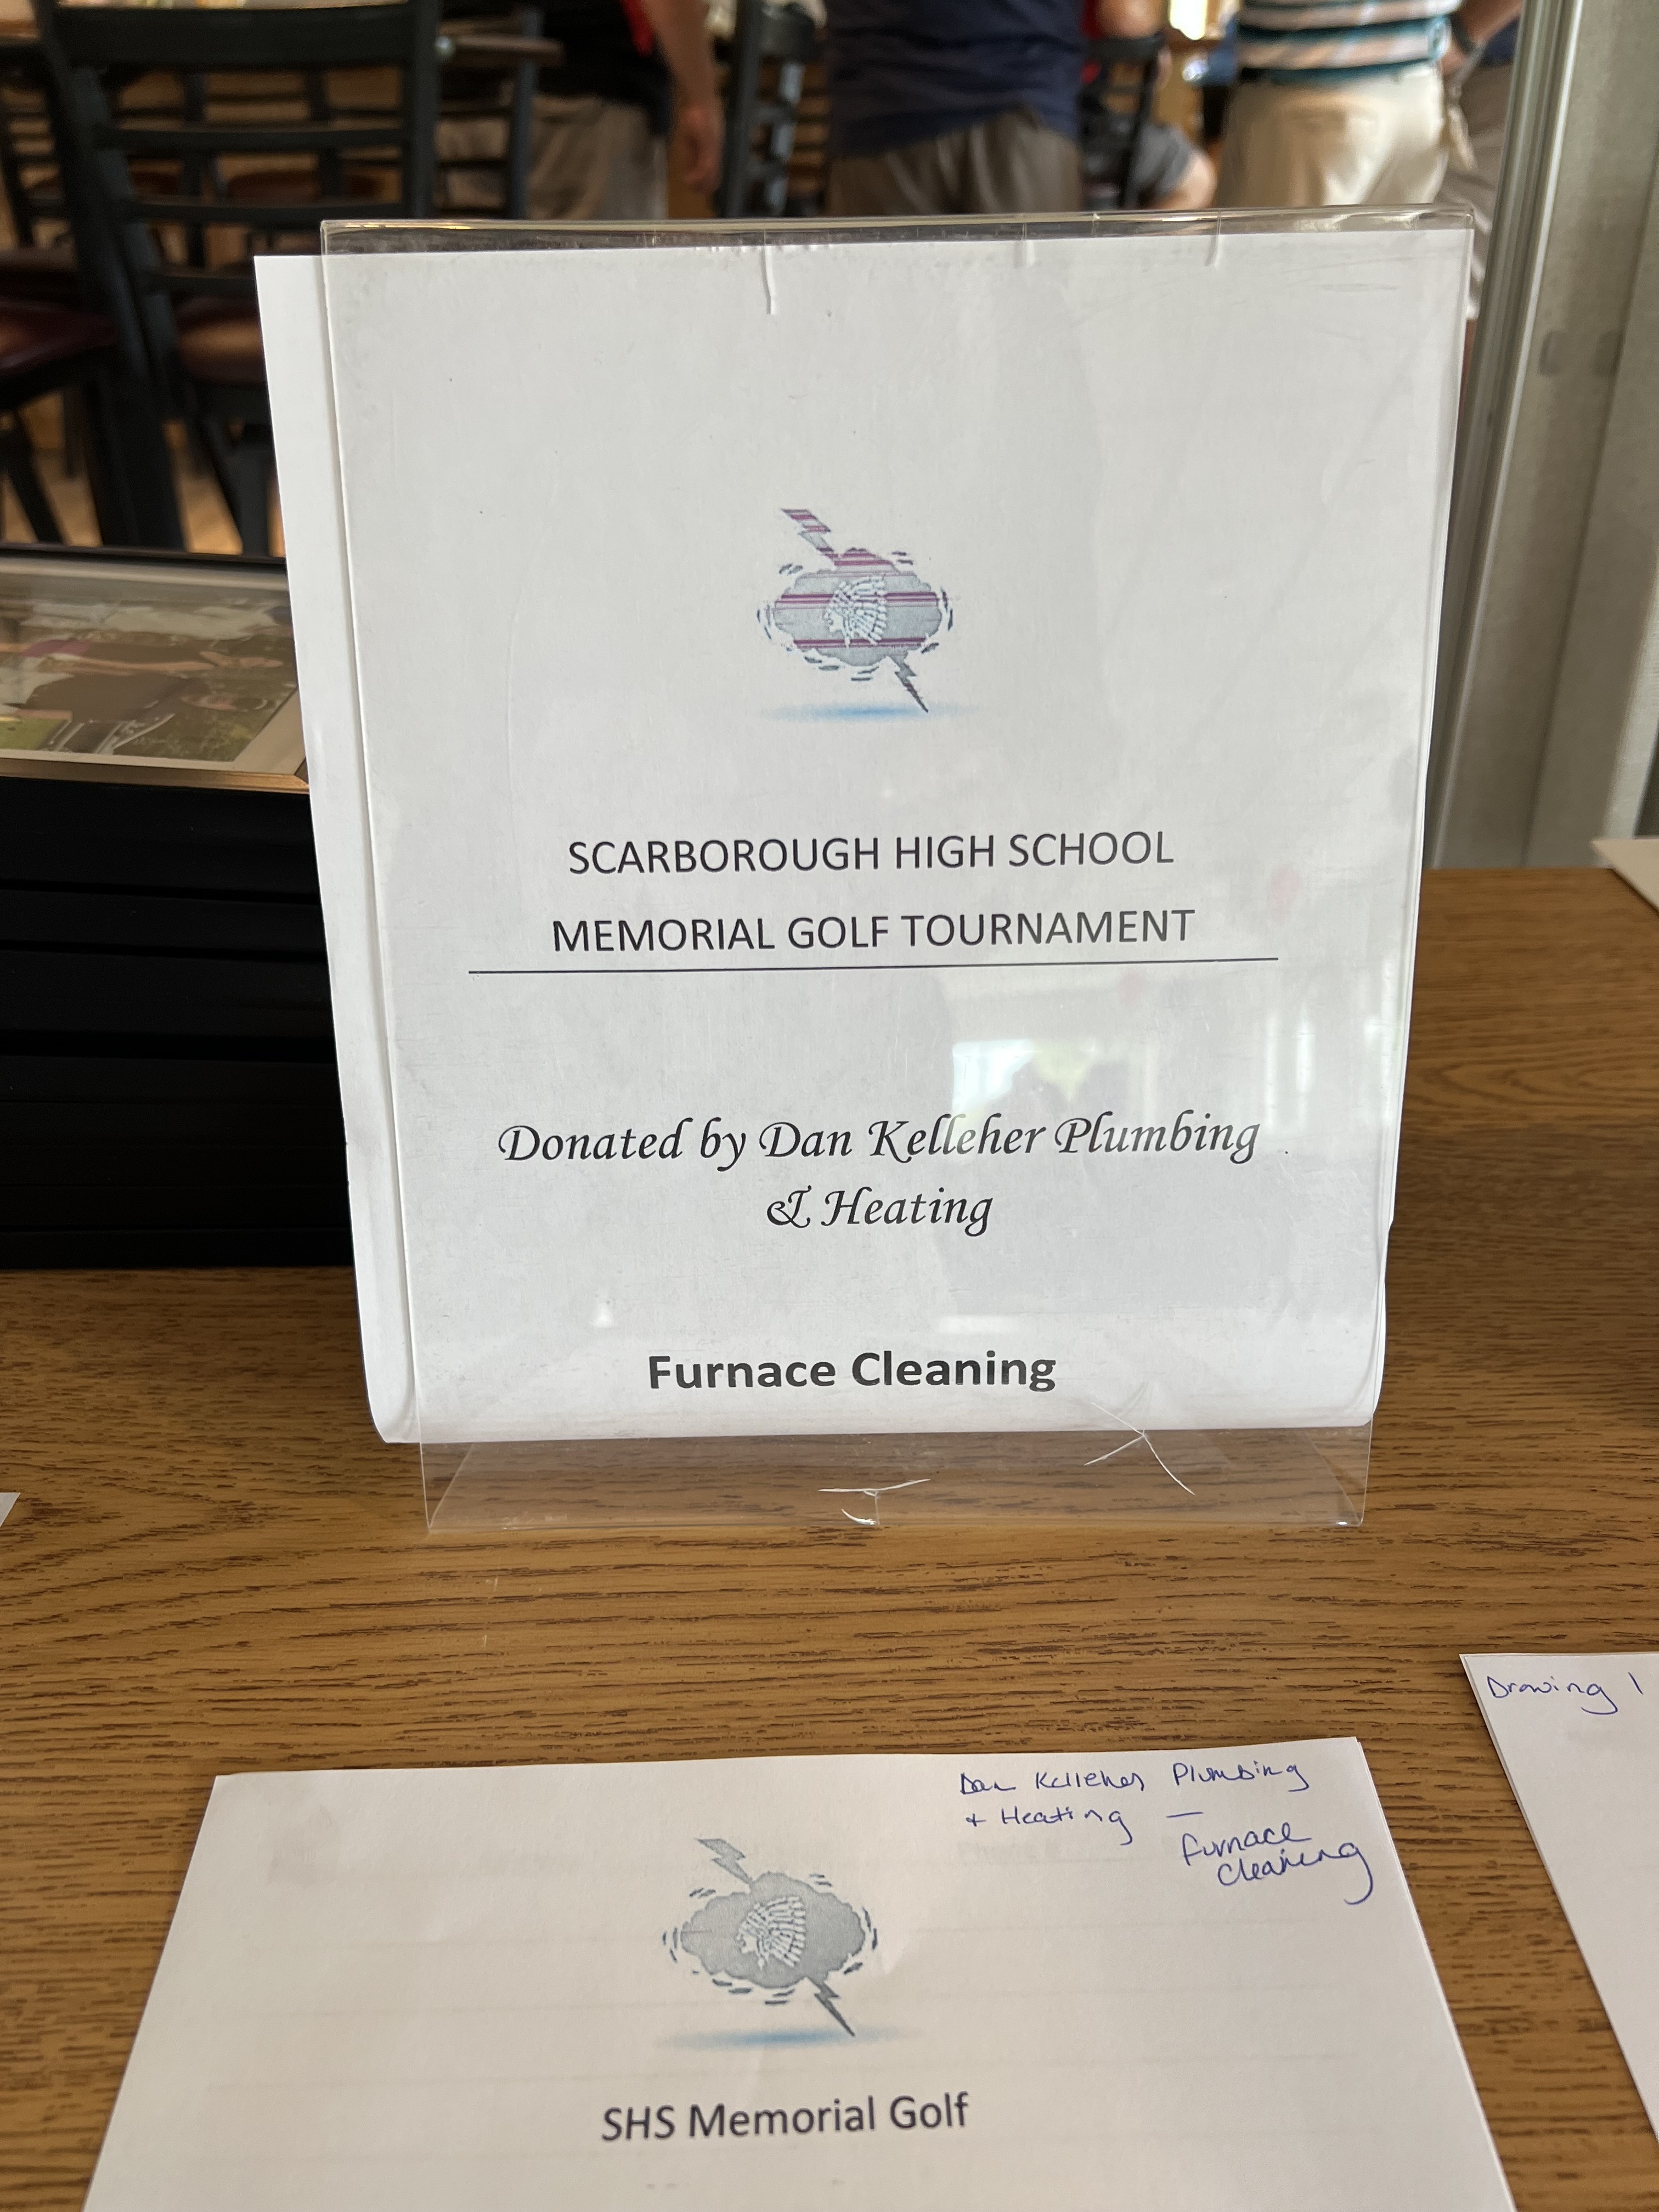 SCARBOROUGH HIGH SCHOOL
MEMORIAL GOLF TOURNAMENT
Donated by Dan Kelleher Plumbing
& Heating
Furnace Cleaning
Drawing 1
Dan Kelleher Plumbing
+ Heating —
Furnace
Cleaning
SHS Memorial Golf